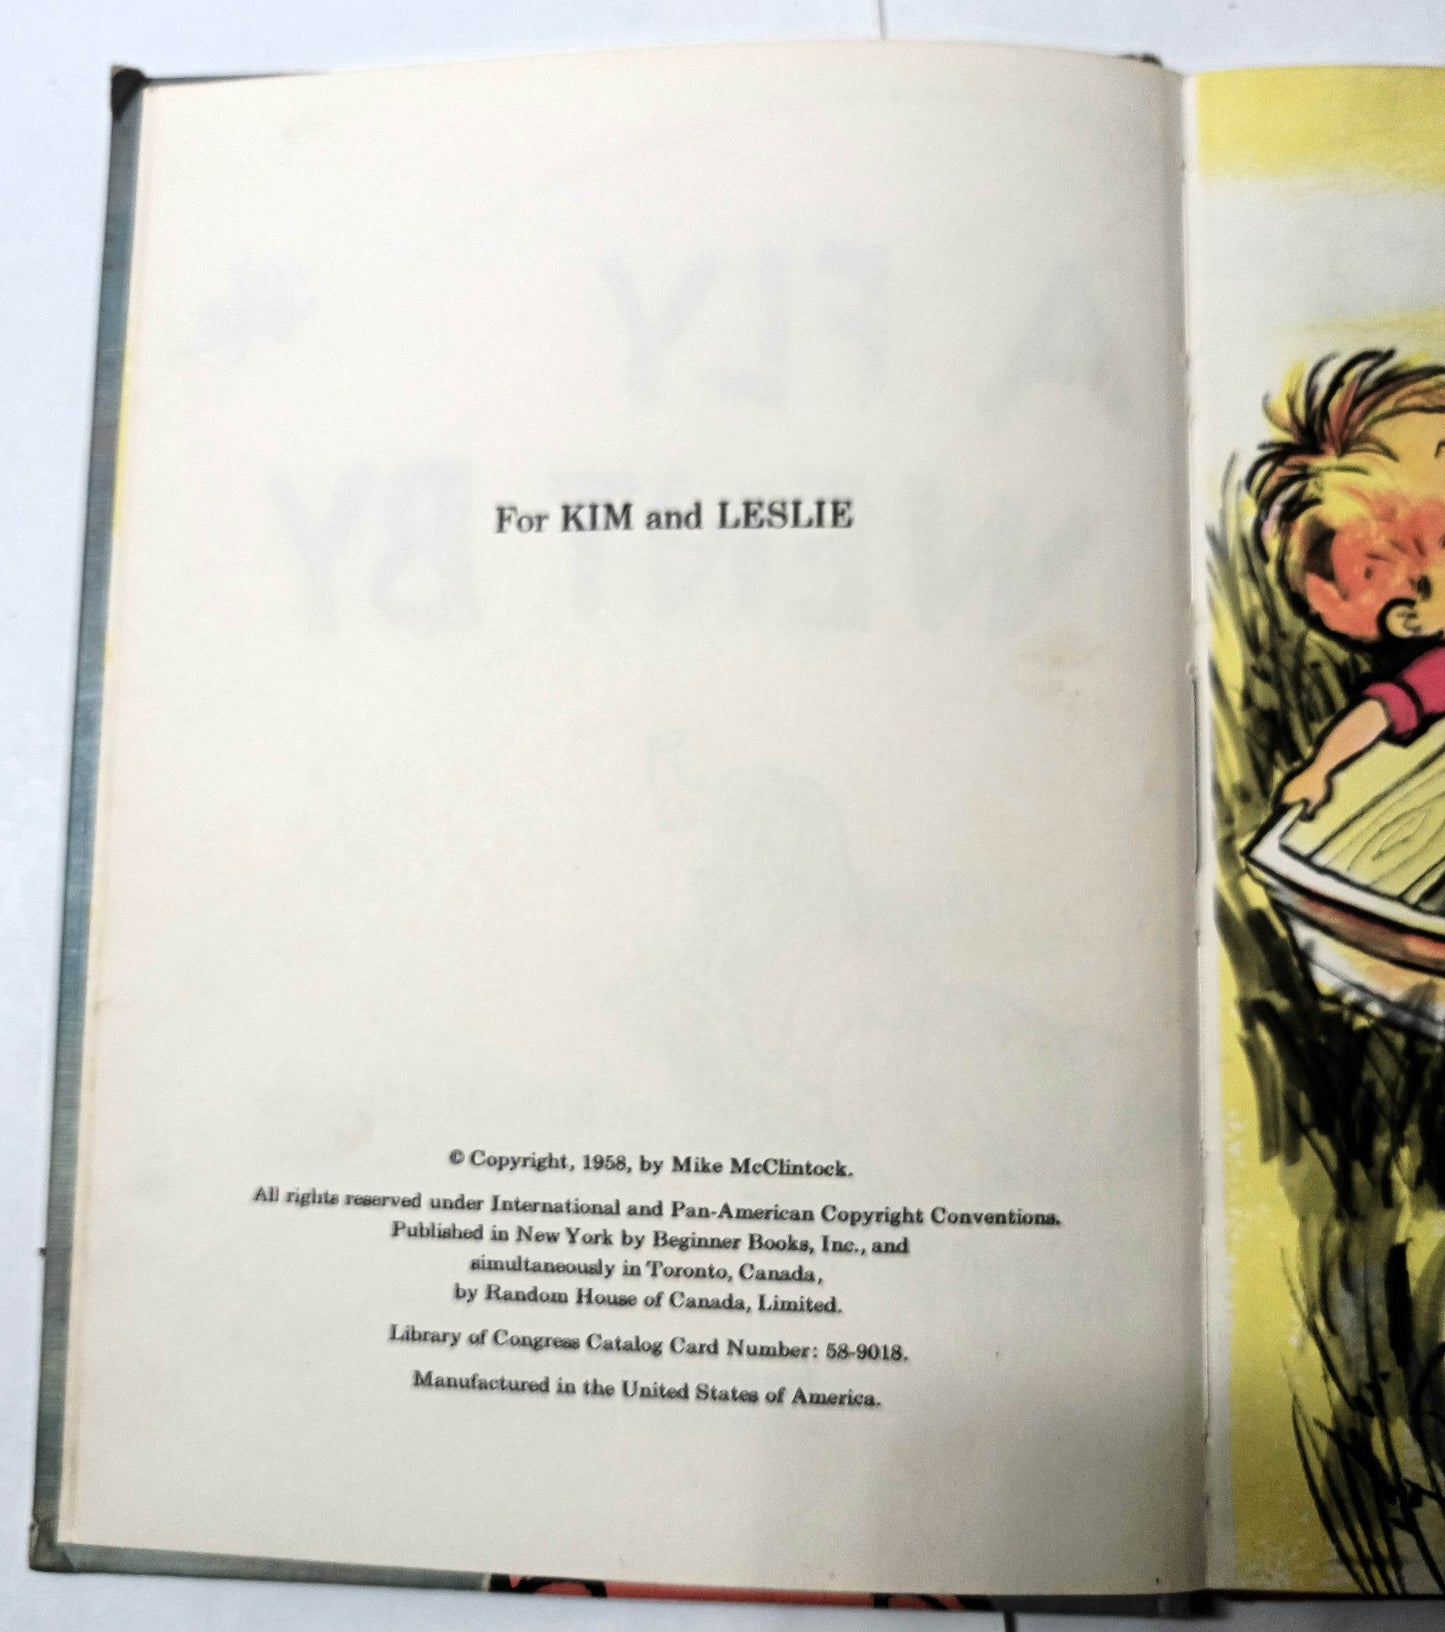 For KIM and LESLIE
© Copyright, 1958, by Mike McClintock.
All rights reserved under International and Pan-American Copyright Conventions.
Published in New York by Beginner Books, Inc., and
simultaneously in Toronto, Canada,
by Random House of Canada, Limited.
Library of Congress Catalog Card Number: 58-9018.
Manufactured in the United States of America.